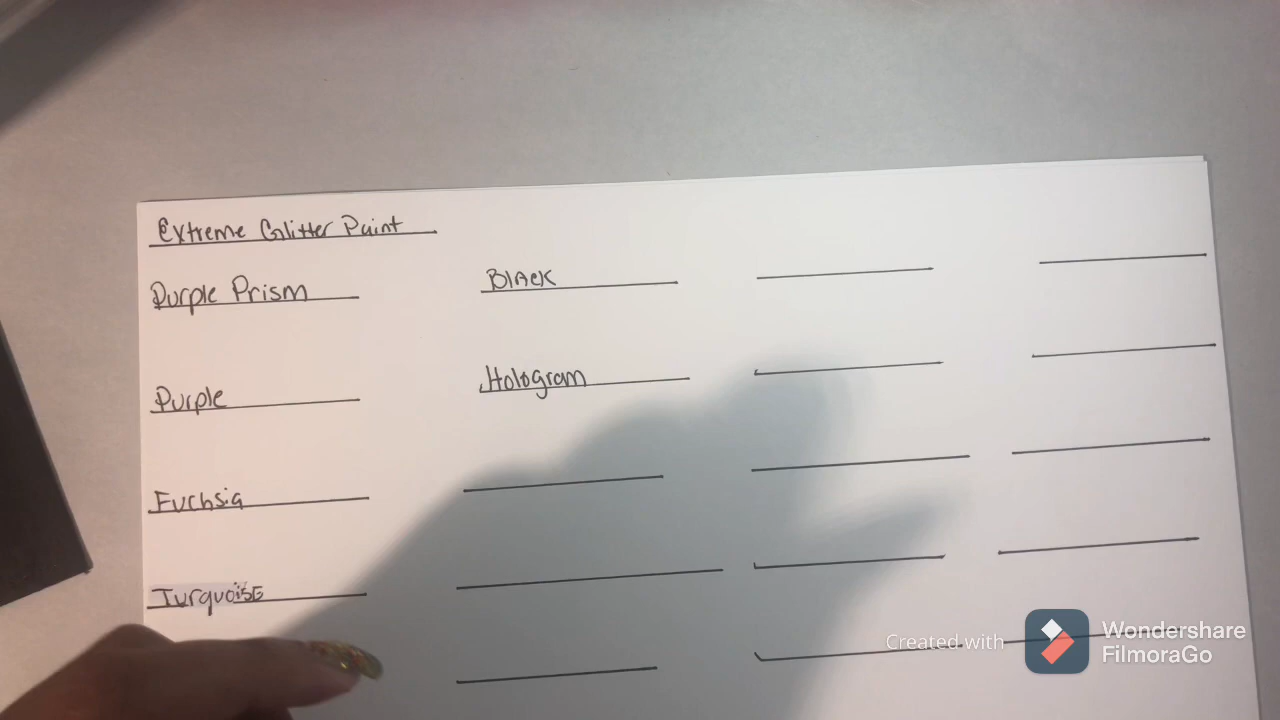 Extreme Glitter Paint
Purple Prism
Black
Purple
Hologram
Fuchsia
Turquoise
Created with
Wondershare
FilmoraGo